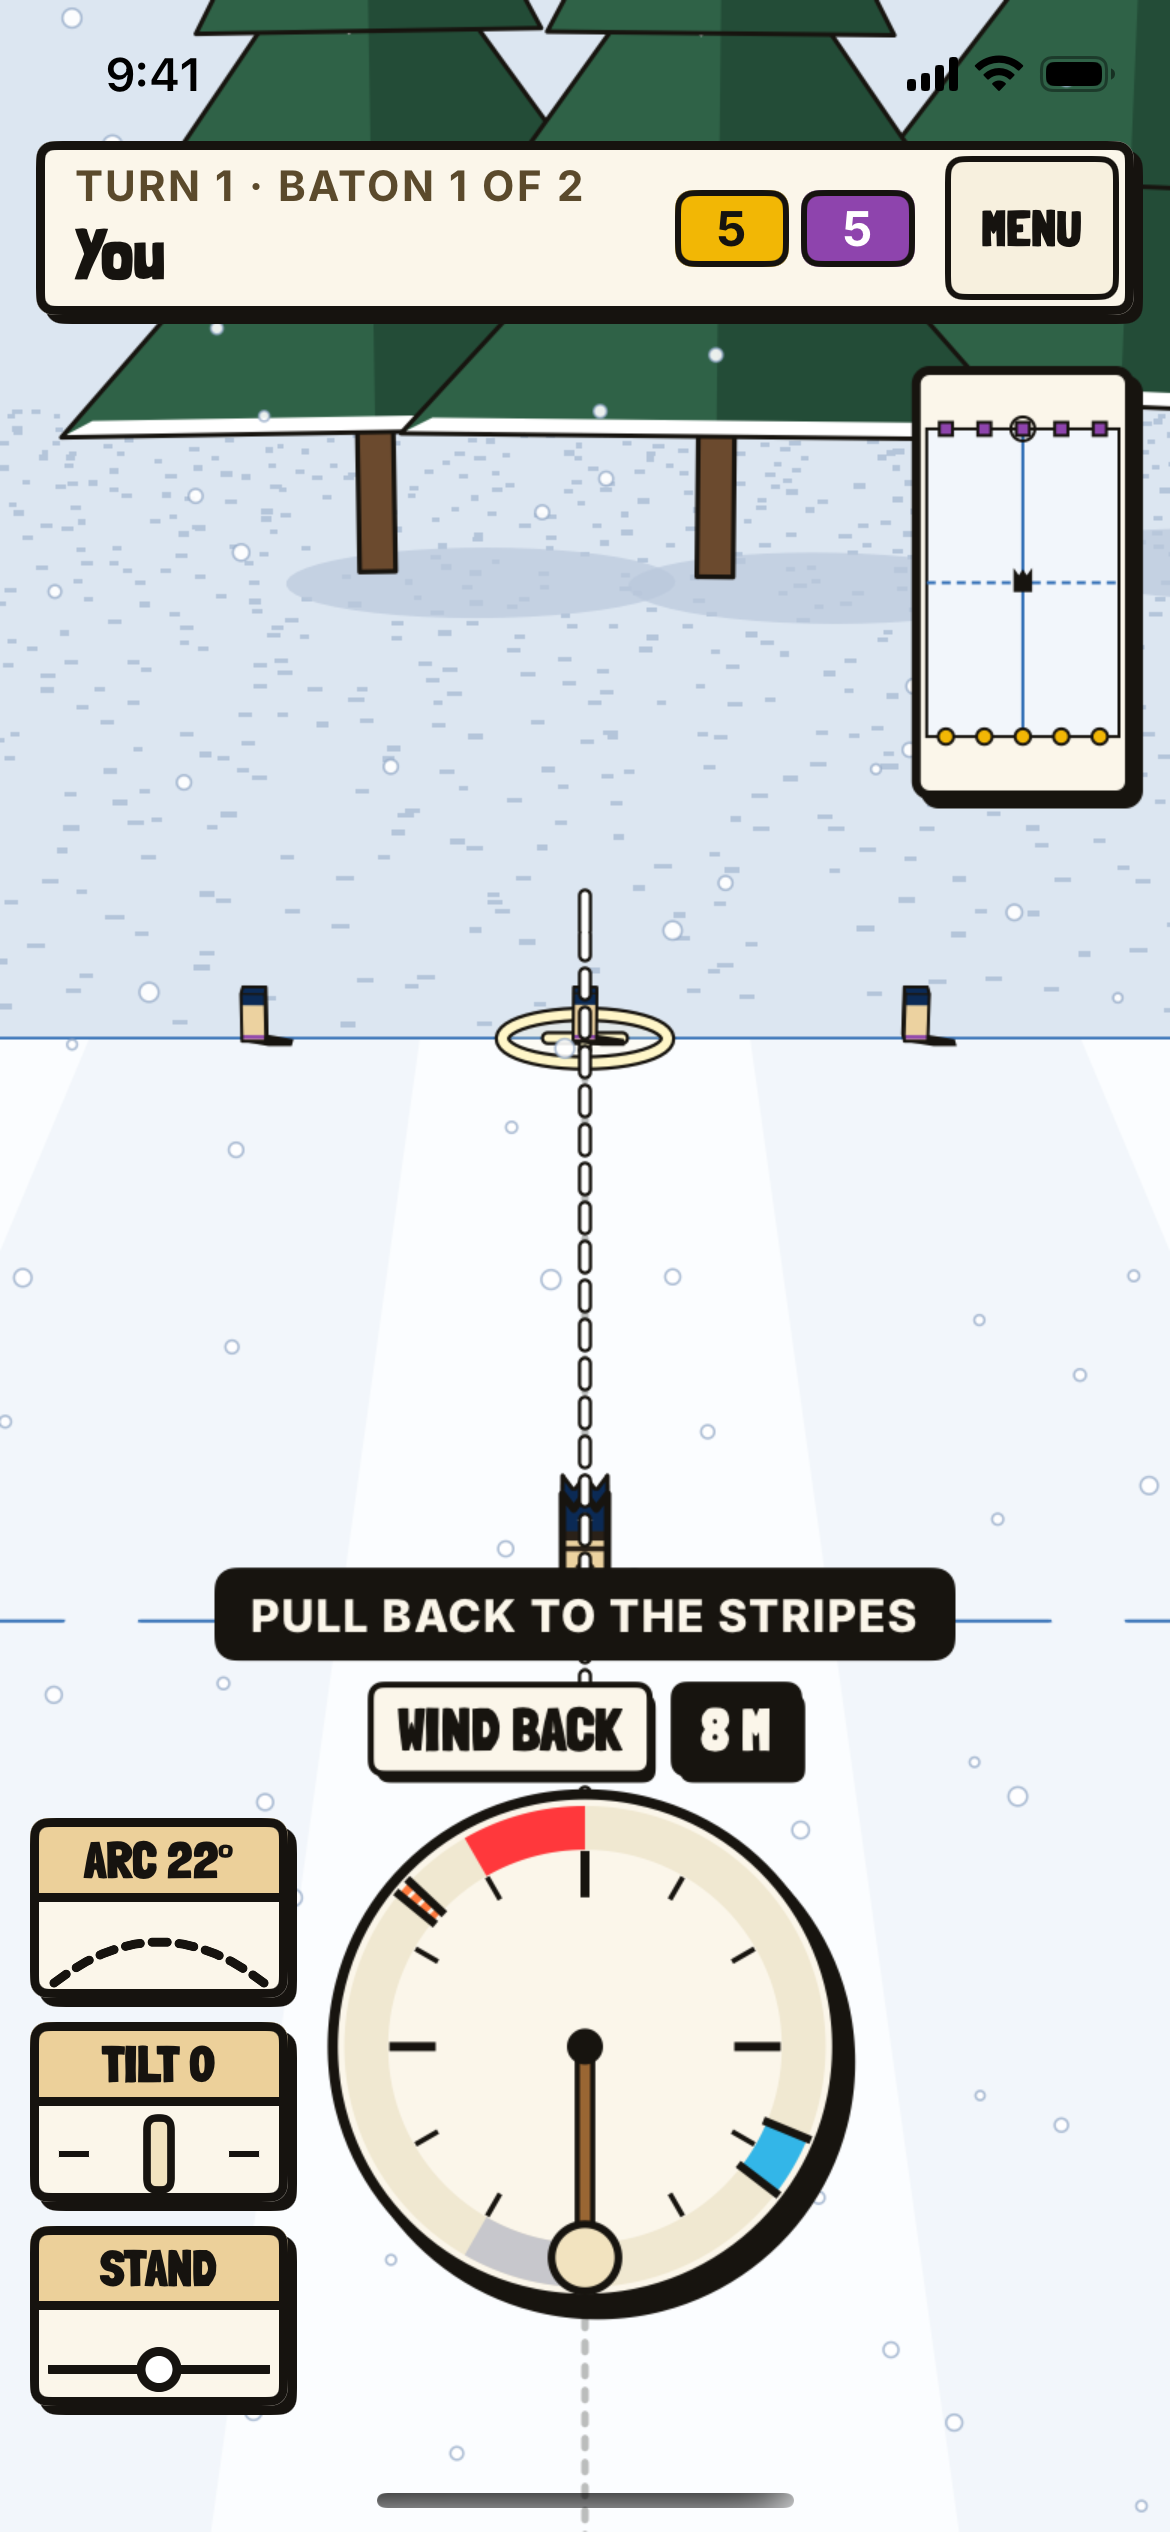 9:41
TURN 1 · BATON 1 OF 2
You
5
5
MENU
PULL BACK TO THE STRIPES
WIND BACK
8 M
ARC 22°
TILT 0
STAND